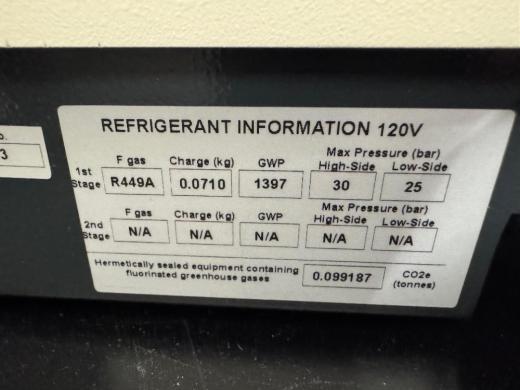 REFRIGERANT INFORMATION 120V
Max Pressure (bar)
F gas Charge (kg) GWP High-Side Low-Side
1st Stage R449A 0.0710 1397 30 25
Max Pressure (bar)
F gas Charge (kg) GWP High-Side Low-Side
2nd Stage N/A N/A N/A N/A N/A
Hermetically sealed equipment containing
fluorinated greenhouse gases 0.099187 CO2e
(tonnes)
3